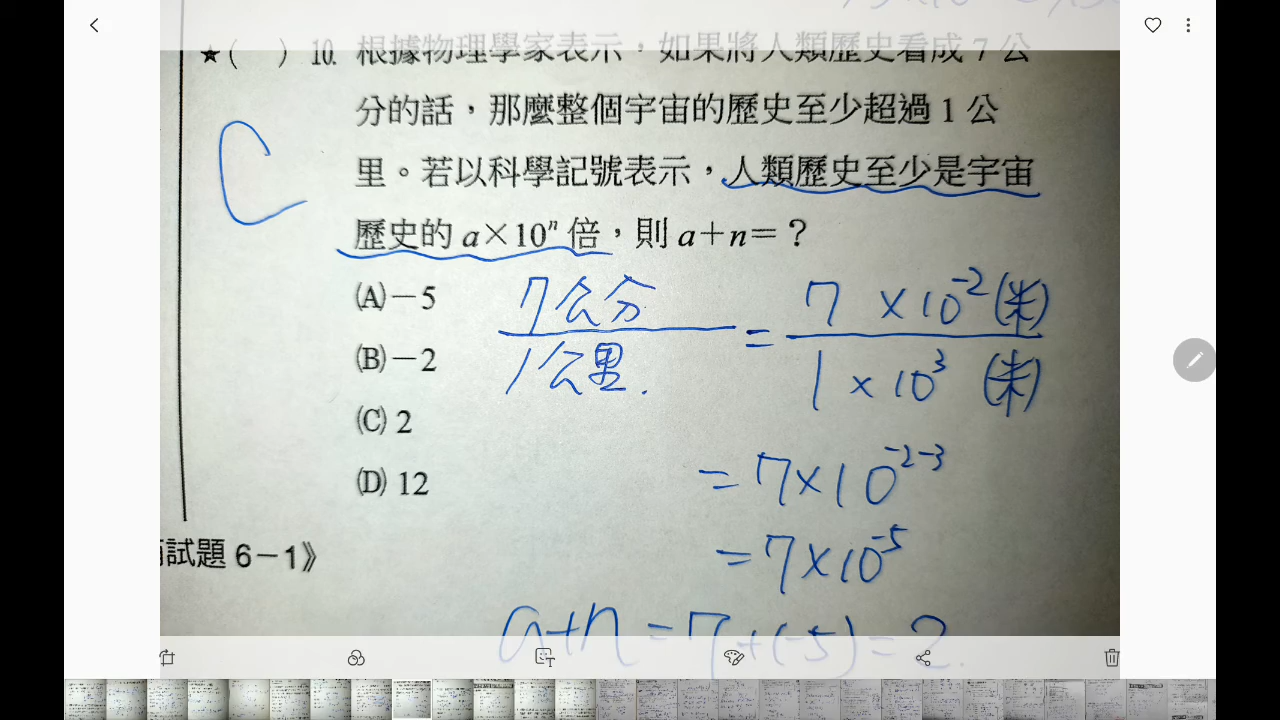 ★(　) 10. 根據物理學家表示，如果將人類歷史看成 7 公
分的話，那麼整個宇宙的歷史至少超過 1 公
里。若以科學記號表示，人類歷史至少是宇宙
歷史的 a×10ⁿ 倍，則 a＋n＝？
C
(A)－5
(B)－2
(C) 2
(D) 12
7公分/1公里. = 7 × 10⁻²(米)/1 × 10³ (米)
= 7×10⁻²⁻³
= 7×10⁻⁵
a+n = 7+(-5) = 2.
試題 6－1》